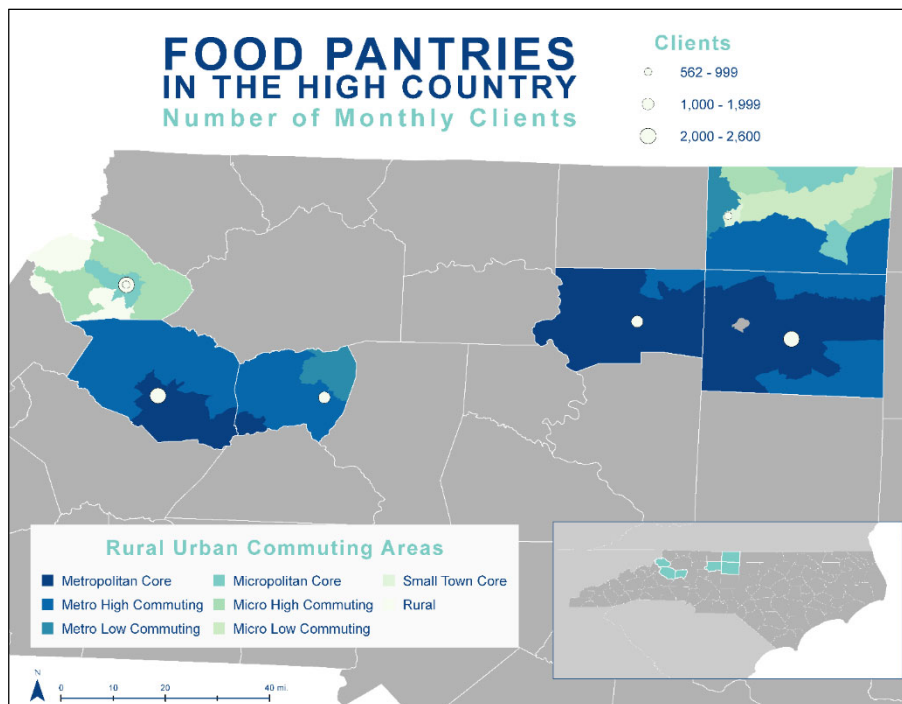 FOOD PANTRIES
IN THE HIGH COUNTRY
Number of Monthly Clients
Clients
562 - 999
1,000 - 1,999
2,000 - 2,600
Rural Urban Commuting Areas
Metropolitan Core
Metro High Commuting
Metro Low Commuting
Micropolitan Core
Micro High Commuting
Micro Low Commuting
Small Town Core
Rural
N
0 10 20 40 mi.